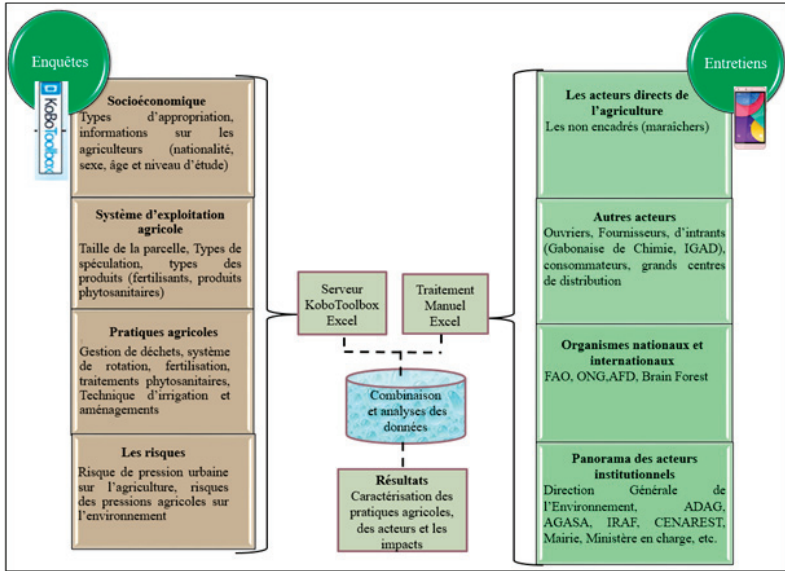 Enquêtes
KoBoToolbox
Socioéconomique
Types d'appropriation,
informations sur les
agriculteurs (nationalité,
sexe, âge et niveau d'étude)
Système d'exploitation
agricole
Taille de la parcelle, Types de
spéculation, types des
produits (fertilisants, produits
phytosanitaires)
Pratiques agricoles
Gestion de déchets, système
de rotation, fertilisation,
traitements phytosanitaires,
Technique d'irrigation et
aménagements
Les risques
Risque de pression urbaine
sur l'agriculture, risques
des pressions agricoles sur
l'environnement
Serveur
KoboToolbox
Excel
Traitement
Manuel
Excel
Combinaison
et analyses des
données
Résultats
Caractérisation des
pratiques agricoles,
des acteurs et les
impacts
Entretiens
Les acteurs directs de
l'agriculture
Les non encadrés (maraîchers)
Autres acteurs
Ouvriers, Fournisseurs, d'intrants
(Gabonaise de Chimie, IGAD),
consommateurs, grands centres
de distribution
Organismes nationaux et
internationaux
FAO, ONG,AFD, Brain Forest
Panorama des acteurs
institutionnels
Direction Générale de
l'Environnement, ADAG,
AGASA, IRAF, CENAREST,
Mairie, Ministère en charge, etc.